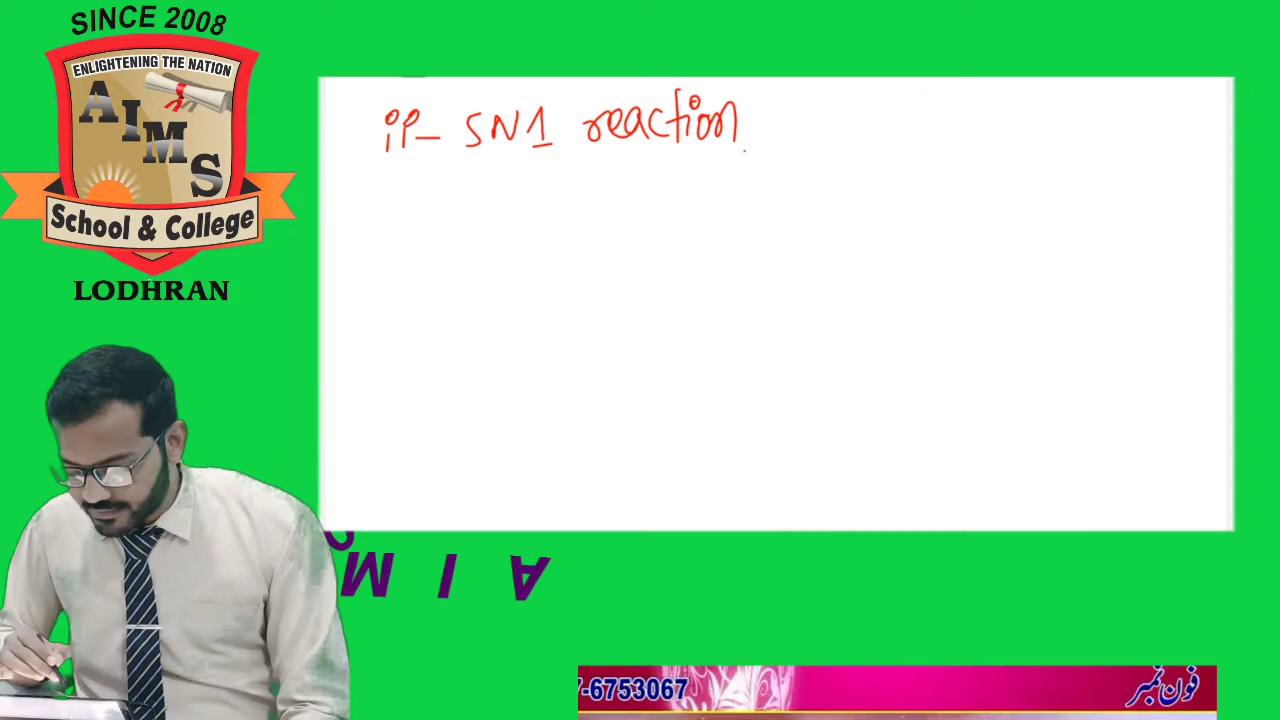 SINCE 2008
ENLIGHTENING THE NATION
AIMS
School & College
LODHRAN
ii- SN1 reaction
A I M
-6753067
فون نمبر